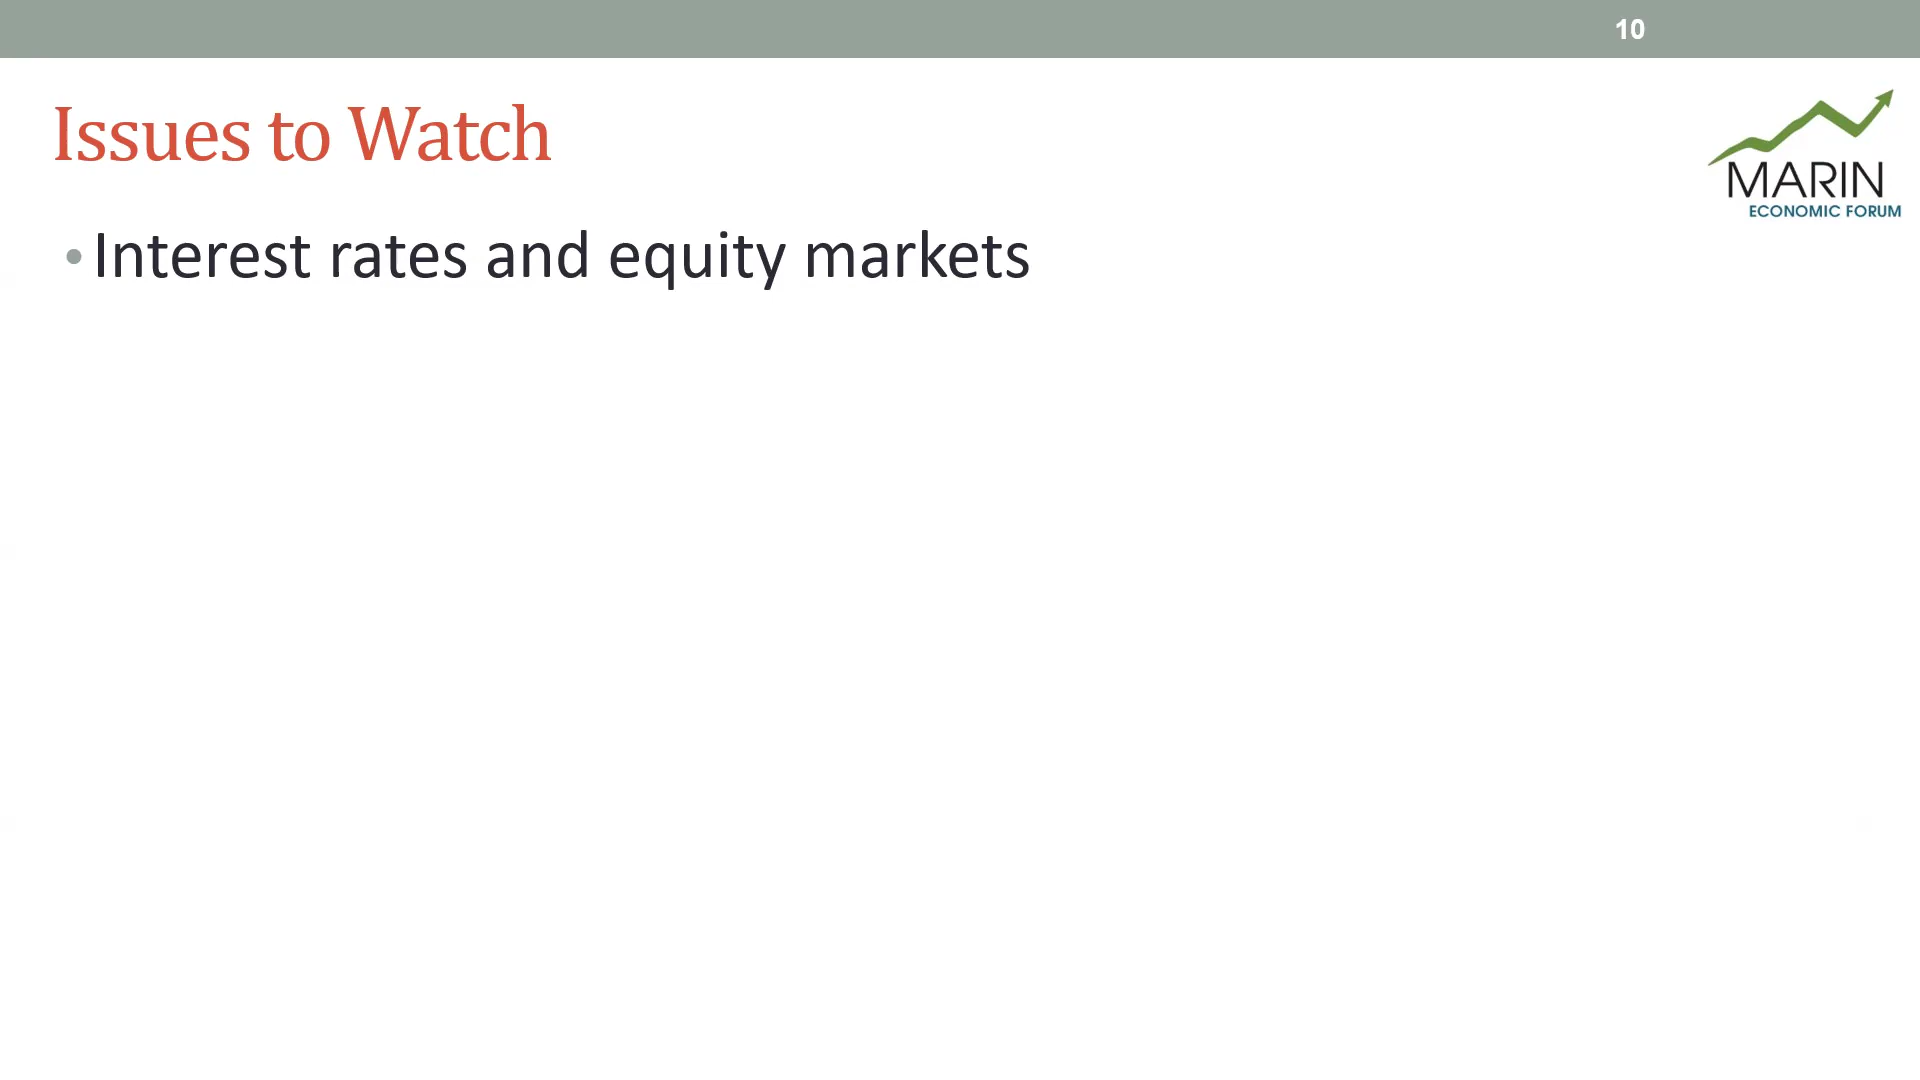 10
Issues to Watch
MARIN
ECONOMIC FORUM
• Interest rates and equity markets